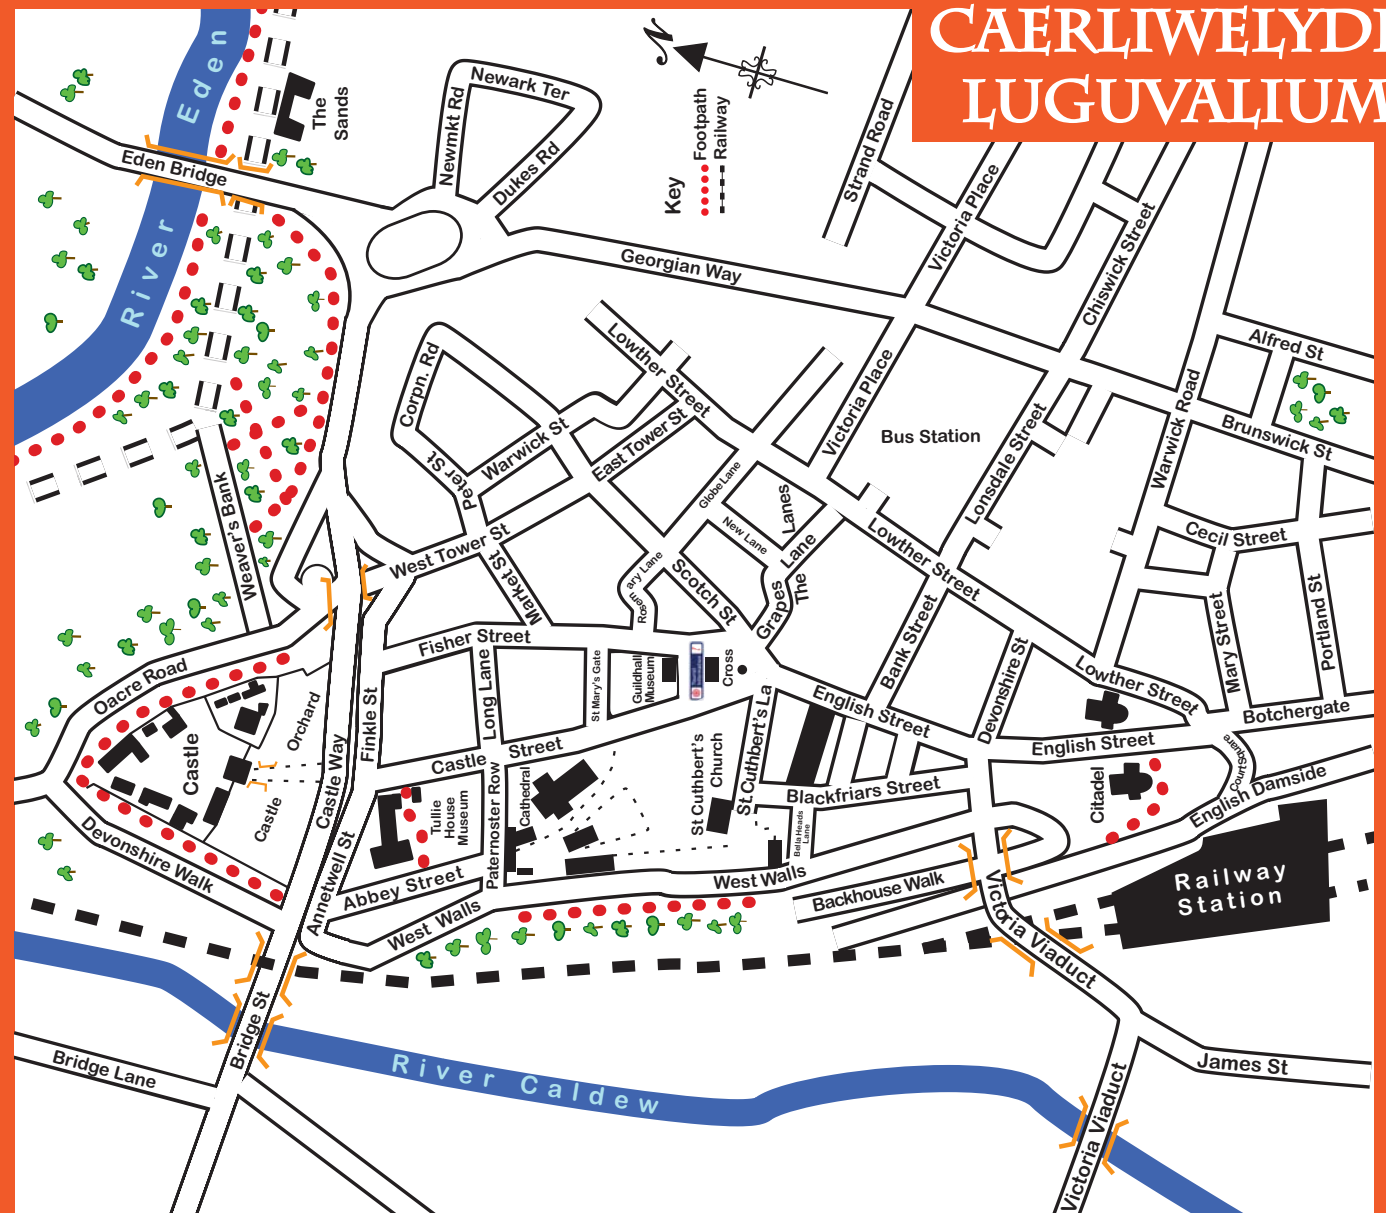 CAERLIWELYD
LUGUVALIUM
N
Key
Footpath
Railway
River Eden
Eden Bridge
The
Sands
Newark Ter
Newmkt Rd
Dukes Rd
Strand Road
Victoria Place
Georgian Way
Chiswick Street
Alfred St
Brunswick St
Warwick Road
Lowther Street
Corpn. Rd
Peter St
Warwick St
East Tower St
Victoria Place
Bus Station
Lonsdale Street
Globe Lane
New Lane
Lanes
The
Grapes Lane
Lowther Street
Cecil Street
Mary Street
Portland St
Weaver's Bank
West Tower St
Market St
Rosemary Lane
Scotch St
Fisher Street
Long Lane
St Mary's Gate
Guildhall
Museum
Cross
Bank Street
Devonshire St
English Street
Lowther Street
Botchergate
English Street
Courtsquare
English Damside
Citadel
Oacre Road
Castle
Orchard
Castle
Castle Way
Finkle St
Annetwell St
Devonshire Walk
Castle Street
Tullie
House
Museum
Paternoster Row
Cathedral
St Cuthbert's
Church
St Cuthbert's La
Blackfriars Street
Bella Heads
Lane
Abbey Street
West Walls
West Walls
Backhouse Walk
Railway
Station
Victoria Viaduct
James St
Victoria Viaduct
Bridge St
Bridge Lane
River Caldew